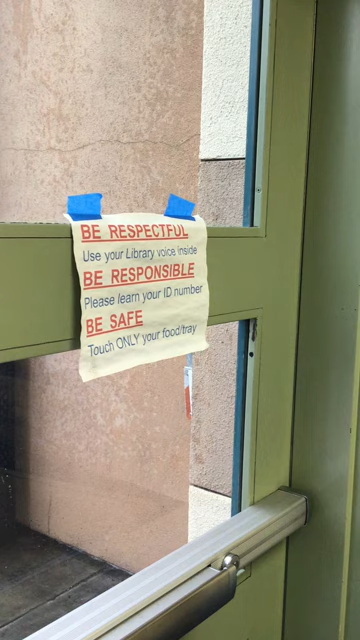 BE RESPECTFUL
Use your Library voice inside
BE RESPONSIBLE
Please learn your ID number
BE SAFE
Touch ONLY your food/tray